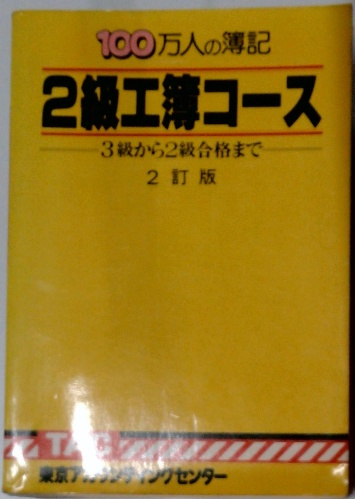 100万人の簿記
2級工簿コース
3級から2級合格まで
2訂版
TAC
東京アカウンティングセンター